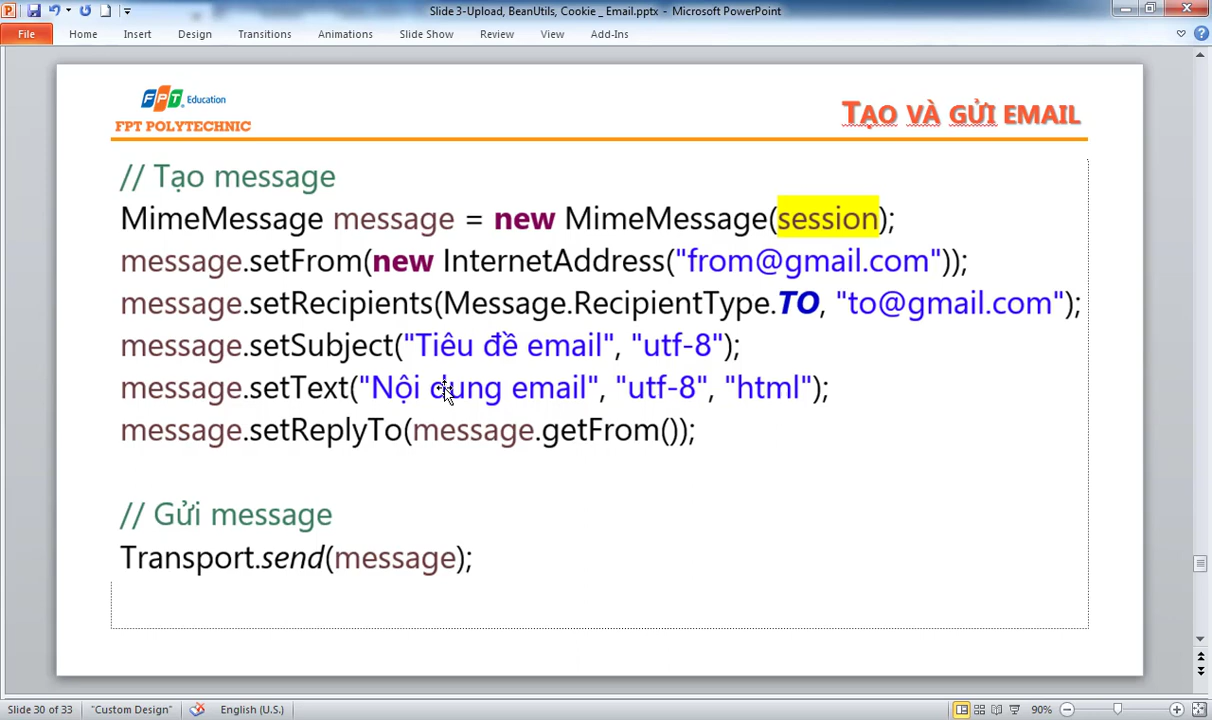 Slide 3-Upload, BeanUtils, Cookie _ Email.pptx - Microsoft PowerPoint
File Home Insert Design Transitions Animations Slide Show Review View Add-Ins
FPT Education
FPT POLYTECHNIC
TẠO VÀ GỬI EMAIL
// Tạo message
MimeMessage message = new MimeMessage(session);
message.setFrom(new InternetAddress("from@gmail.com"));
message.setRecipients(Message.RecipientType.TO, "to@gmail.com");
message.setSubject("Tiêu đề email", "utf-8");
message.setText("Nội dung email", "utf-8", "html");
message.setReplyTo(message.getFrom());
// Gửi message
Transport.send(message);
Slide 30 of 33 "Custom Design" English (U.S.) 90%